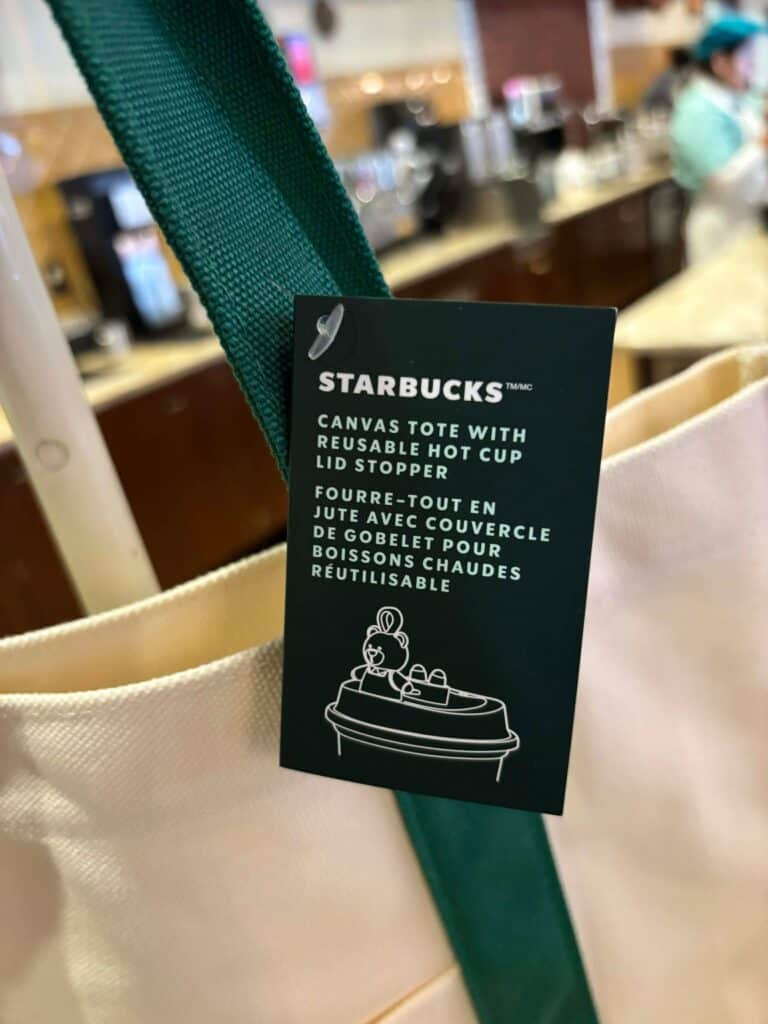 STARBUCKS™/MC
CANVAS TOTE WITH
REUSABLE HOT CUP
LID STOPPER
FOURRE-TOUT EN
JUTE AVEC COUVERCLE
DE GOBELET POUR
BOISSONS CHAUDES
RÉUTILISABLE